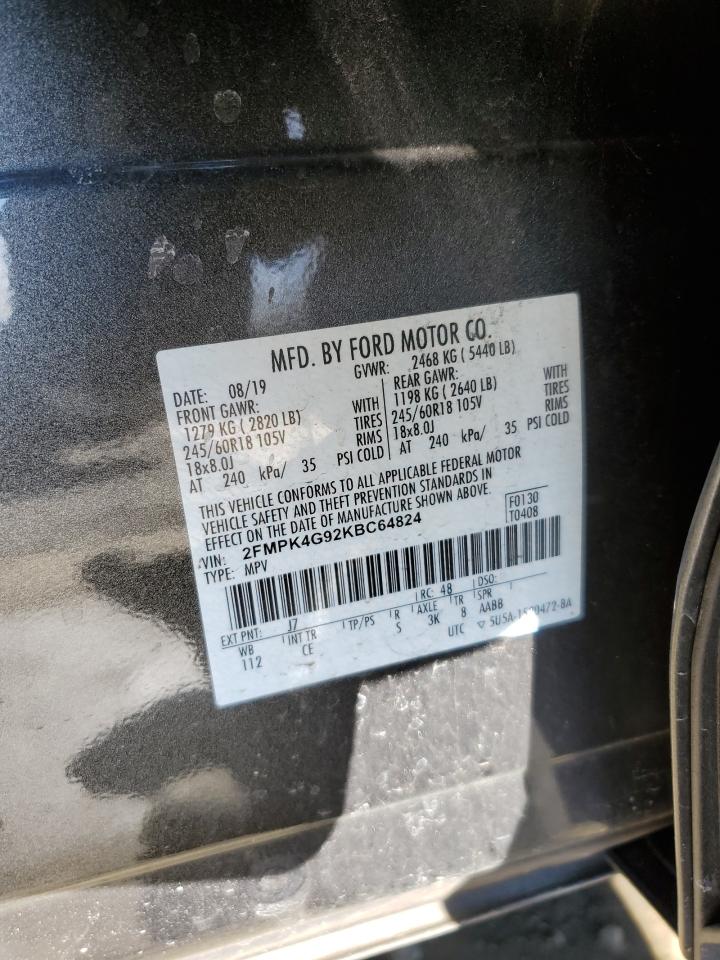 MFD. BY FORD MOTOR CO.
DATE: 08/19 GVWR: 2468 KG ( 5440 LB)
FRONT GAWR: REAR GAWR:
1279 KG ( 2820 LB) WITH 1198 KG ( 2640 LB) WITH
245/60R18 105V TIRES 245/60R18 105V TIRES
18x8.0J RIMS 18x8.0J RIMS
AT 240 kPa/ 35 PSI COLD AT 240 kPa/ 35 PSI COLD
THIS VEHICLE CONFORMS TO ALL APPLICABLE FEDERAL MOTOR
VEHICLE SAFETY AND THEFT PREVENTION STANDARDS IN
EFFECT ON THE DATE OF MANUFACTURE SHOWN ABOVE.
VIN: 2FMPK4G92KBC64824 F0130
TYPE: MPV T0408
EXT PNT: J7 RC: 48 DSO:
WB INT TR TP/PS R AXLE TR SPR
112 CE S 3K 8 AABB
UTC